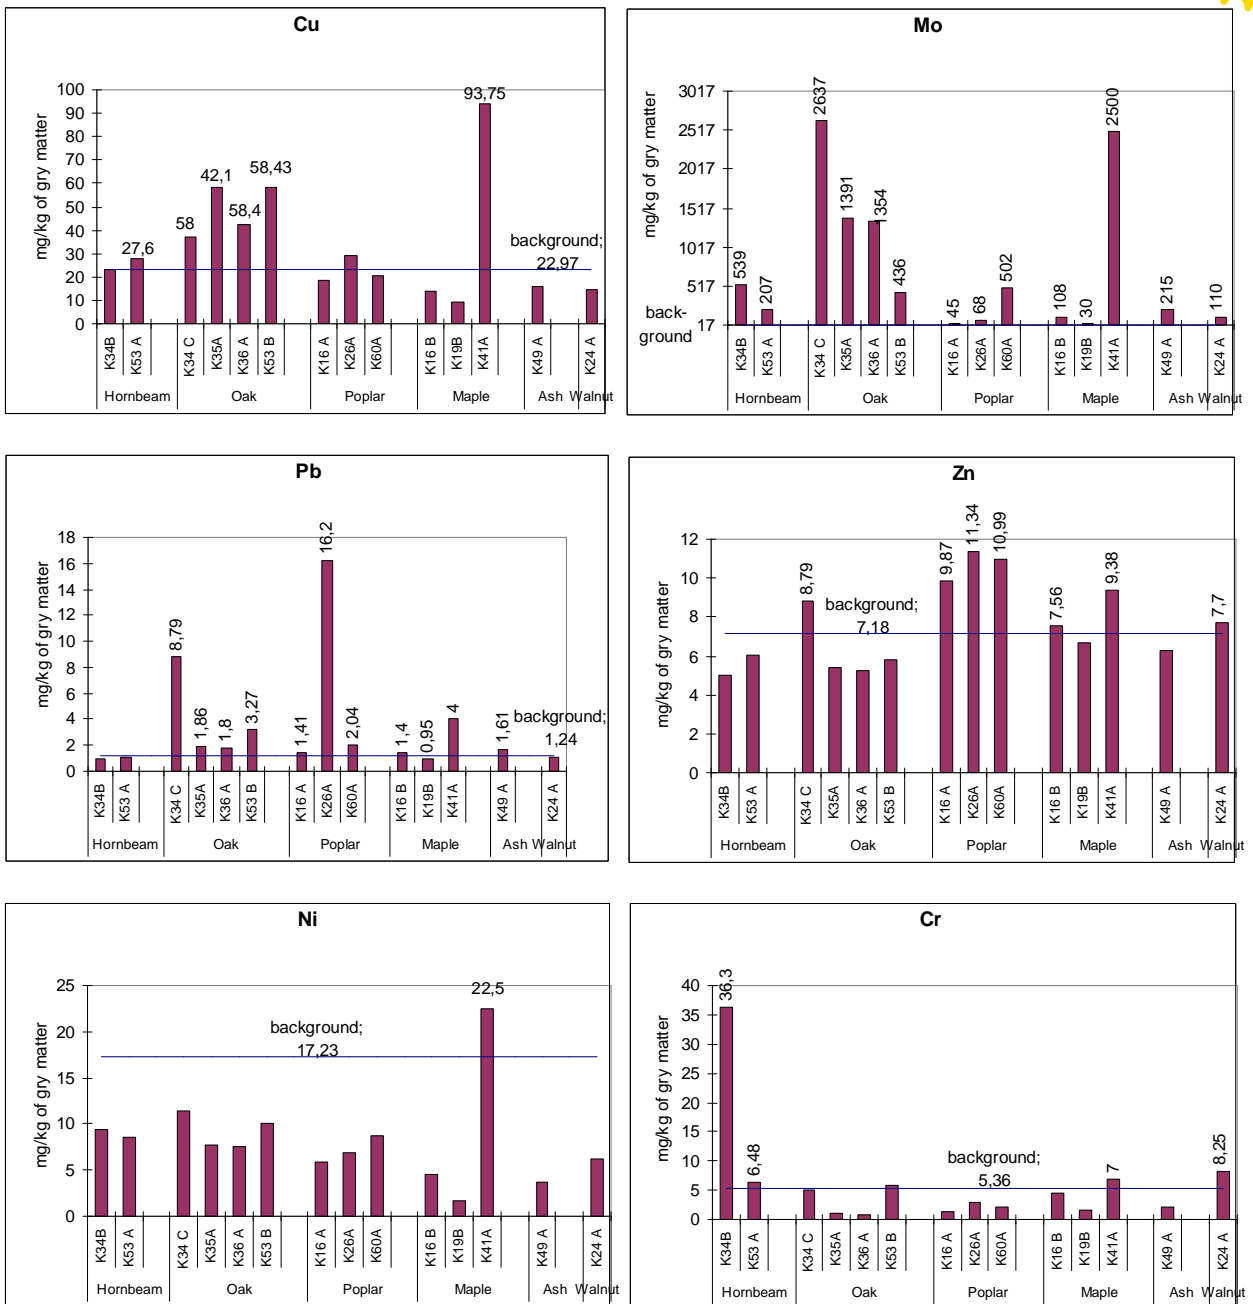 Cu
mg/kg of gry matter
100
90
80
70
60
50
40
30
20
10
0
27,6
58
42,1
58,4
58,43
93,75
background;
22,97
K34B
K53 A
K34 C
K35A
K36 A
K53 B
K16 A
K26A
K60A
K16 B
K19B
K41A
K49 A
K24 A
Hornbeam
Oak
Poplar
Maple
Ash
Walnut
Mo
mg/kg of gry matter
3017
2517
2017
1517
1017
517
17
back-
ground
539
207
2637
1391
1354
436
45
68
502
108
30
2500
215
110
K34B
K53 A
K34 C
K35A
K36 A
K53 B
K16 A
K26A
K60A
K16 B
K19B
K41A
K49 A
K24 A
Hornbeam
Oak
Poplar
Maple
Ash
Walnut
Pb
mg/kg of gry matter
18
16
14
12
10
8
6
4
2
0
8,79
1,86
1,8
3,27
1,41
16,2
2,04
1,4
0,95
4
1,61
background;
1,24
K34B
K53 A
K34 C
K35A
K36 A
K53 B
K16 A
K26A
K60A
K16 B
K19B
K41A
K49 A
K24 A
Hornbeam
Oak
Poplar
Maple
Ash
Walnut
Zn
mg/kg of gry matter
12
10
8
6
4
2
0
8,79
background;
7,18
9,87
11,34
10,99
7,56
9,38
7,7
K34B
K53 A
K34 C
K35A
K36 A
K53 B
K16 A
K26A
K60A
K16 B
K19B
K41A
K49 A
K24 A
Hornbeam
Oak
Poplar
Maple
Ash
Walnut
Ni
mg/kg of gry matter
25
20
15
10
5
0
background;
17,23
22,5
K34B
K53 A
K34 C
K35A
K36 A
K53 B
K16 A
K26A
K60A
K16 B
K19B
K41A
K49 A
K24 A
Hornbeam
Oak
Poplar
Maple
Ash
Walnut
Cr
mg/kg of gry matter
40
35
30
25
20
15
10
5
0
36,3
6,48
background;
5,36
7
8,25
K34B
K53 A
K34 C
K35A
K36 A
K53 B
K16 A
K26A
K60A
K16 B
K19B
K41A
K49 A
K24 A
Hornbeam
Oak
Poplar
Maple
Ash
Walnut